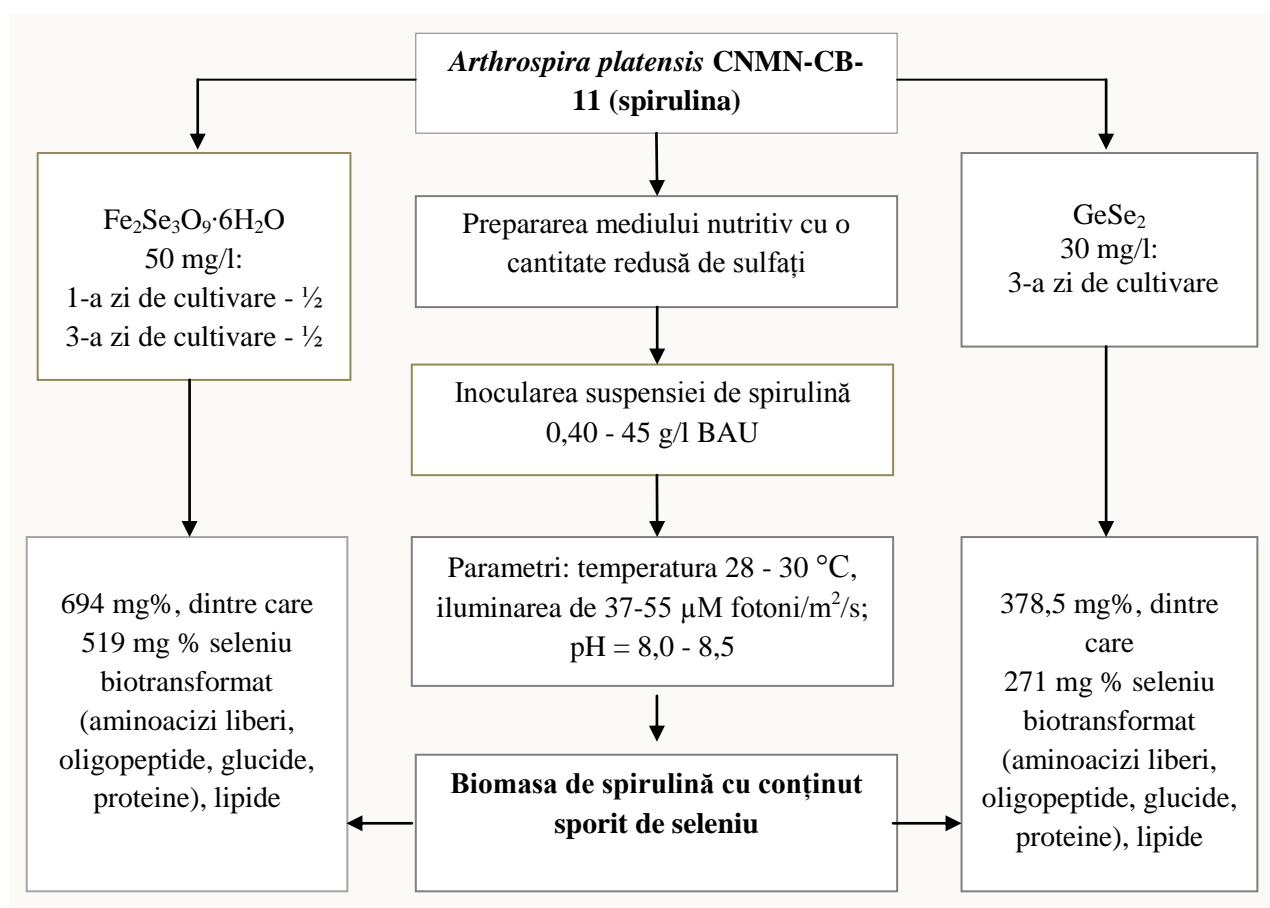 Arthrospira platensis CNMN-CB-
11 (spirulina)
Fe₂Se₃O₉·6H₂O
50 mg/l:
1-a zi de cultivare - ½
3-a zi de cultivare - ½
Prepararea mediului nutritiv cu o
cantitate redusă de sulfați
GeSe₂
30 mg/l:
3-a zi de cultivare
Inocularea suspensiei de spirulină
0,40 - 45 g/l BAU
694 mg%, dintre care
519 mg % seleniu
biotransformat
(aminoacizi liberi,
oligopeptide, glucide,
proteine), lipide
Parametri: temperatura 28 - 30 °C,
iluminarea de 37-55 µM fotoni/m²/s;
pH = 8,0 - 8,5
378,5 mg%, dintre
care
271 mg % seleniu
biotransformat
(aminoacizi liberi,
oligopeptide, glucide,
proteine), lipide
Biomasa de spirulină cu conținut
sporit de seleniu